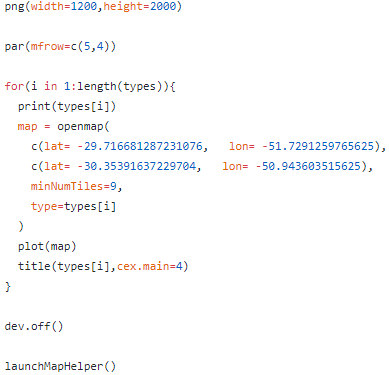 png(width=1200,height=2000)
par(mfrow=c(5,4))
for(i in 1:length(types)){
  print(types[i])
  map = openmap(
    c(lat= -29.716681287231076,   lon= -51.7291259765625),
    c(lat= -30.35391637229704,   lon= -50.943603515625),
    minNumTiles=9,
    type=types[i]
  )
  plot(map)
  title(types[i],cex.main=4)
}
dev.off()
launchMapHelper()